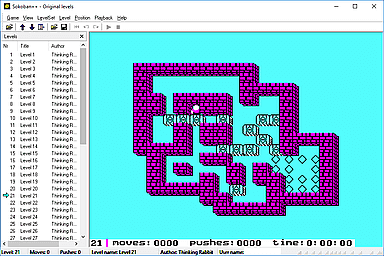 Sokoban++ - Original levels
Game View LevelSet Level Position Playback Help
Levels
Nr Title Author
1 Level 1 Thinking R...
2 Level 2 Thinking R...
3 Level 3 Thinking R...
4 Level 4 Thinking R...
5 Level 5 Thinking R...
6 Level 6 Thinking R...
7 Level 7 Thinking R...
8 Level 8 Thinking R...
9 Level 9 Thinking R...
10 Level 10 Thinking R...
11 Level 11 Thinking R...
12 Level 12 Thinking R...
13 Level 13 Thinking R...
14 Level 14 Thinking R...
15 Level 15 Thinking R...
16 Level 16 Thinking R...
17 Level 17 Thinking R...
18 Level 18 Thinking R...
19 Level 19 Thinking R...
20 Level 20 Thinking R...
21 Level 21 Thinking R...
22 Level 22 Thinking R...
23 Level 23 Thinking R...
24 Level 24 Thinking R...
25 Level 25 Thinking R...
26 Level 26 Thinking R...
27 Level 27 Thinking R...
21 moves:0000 pushes:0000 time:0:00:00
Level: 21 Moves: 0 Pushes: 0 Level name: Level 21 Author: Thinking Rabbit User name: